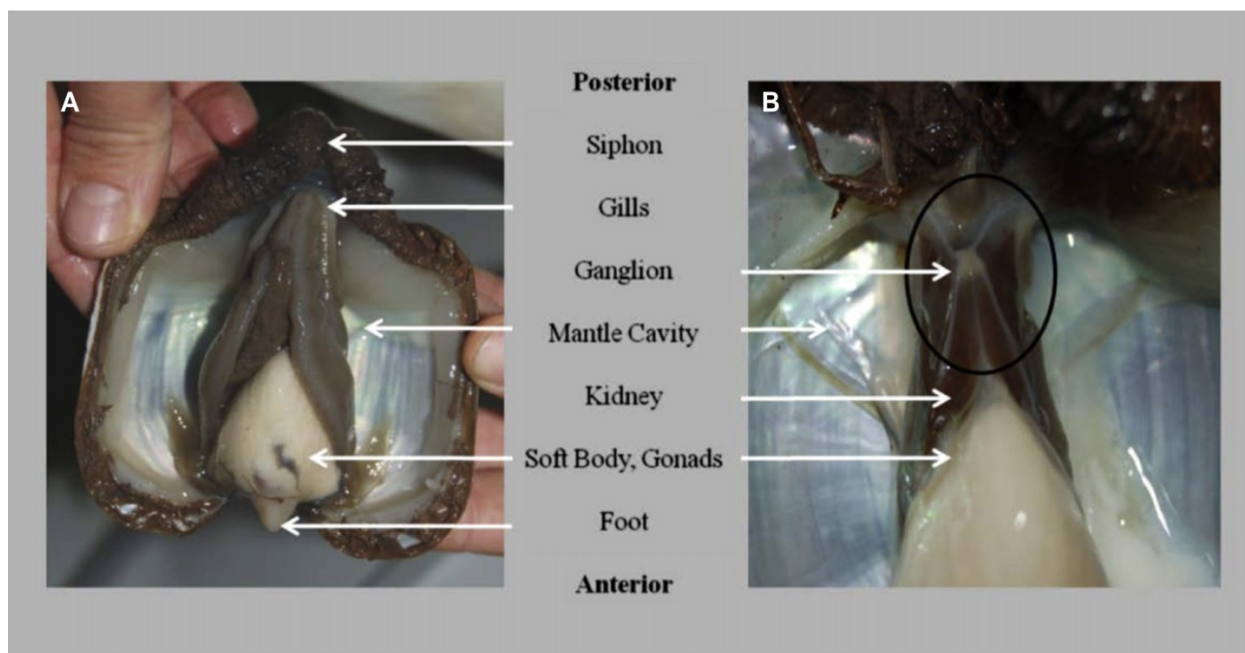 A
B
Posterior
Siphon
Gills
Ganglion
Mantle Cavity
Kidney
Soft Body, Gonads
Foot
Anterior